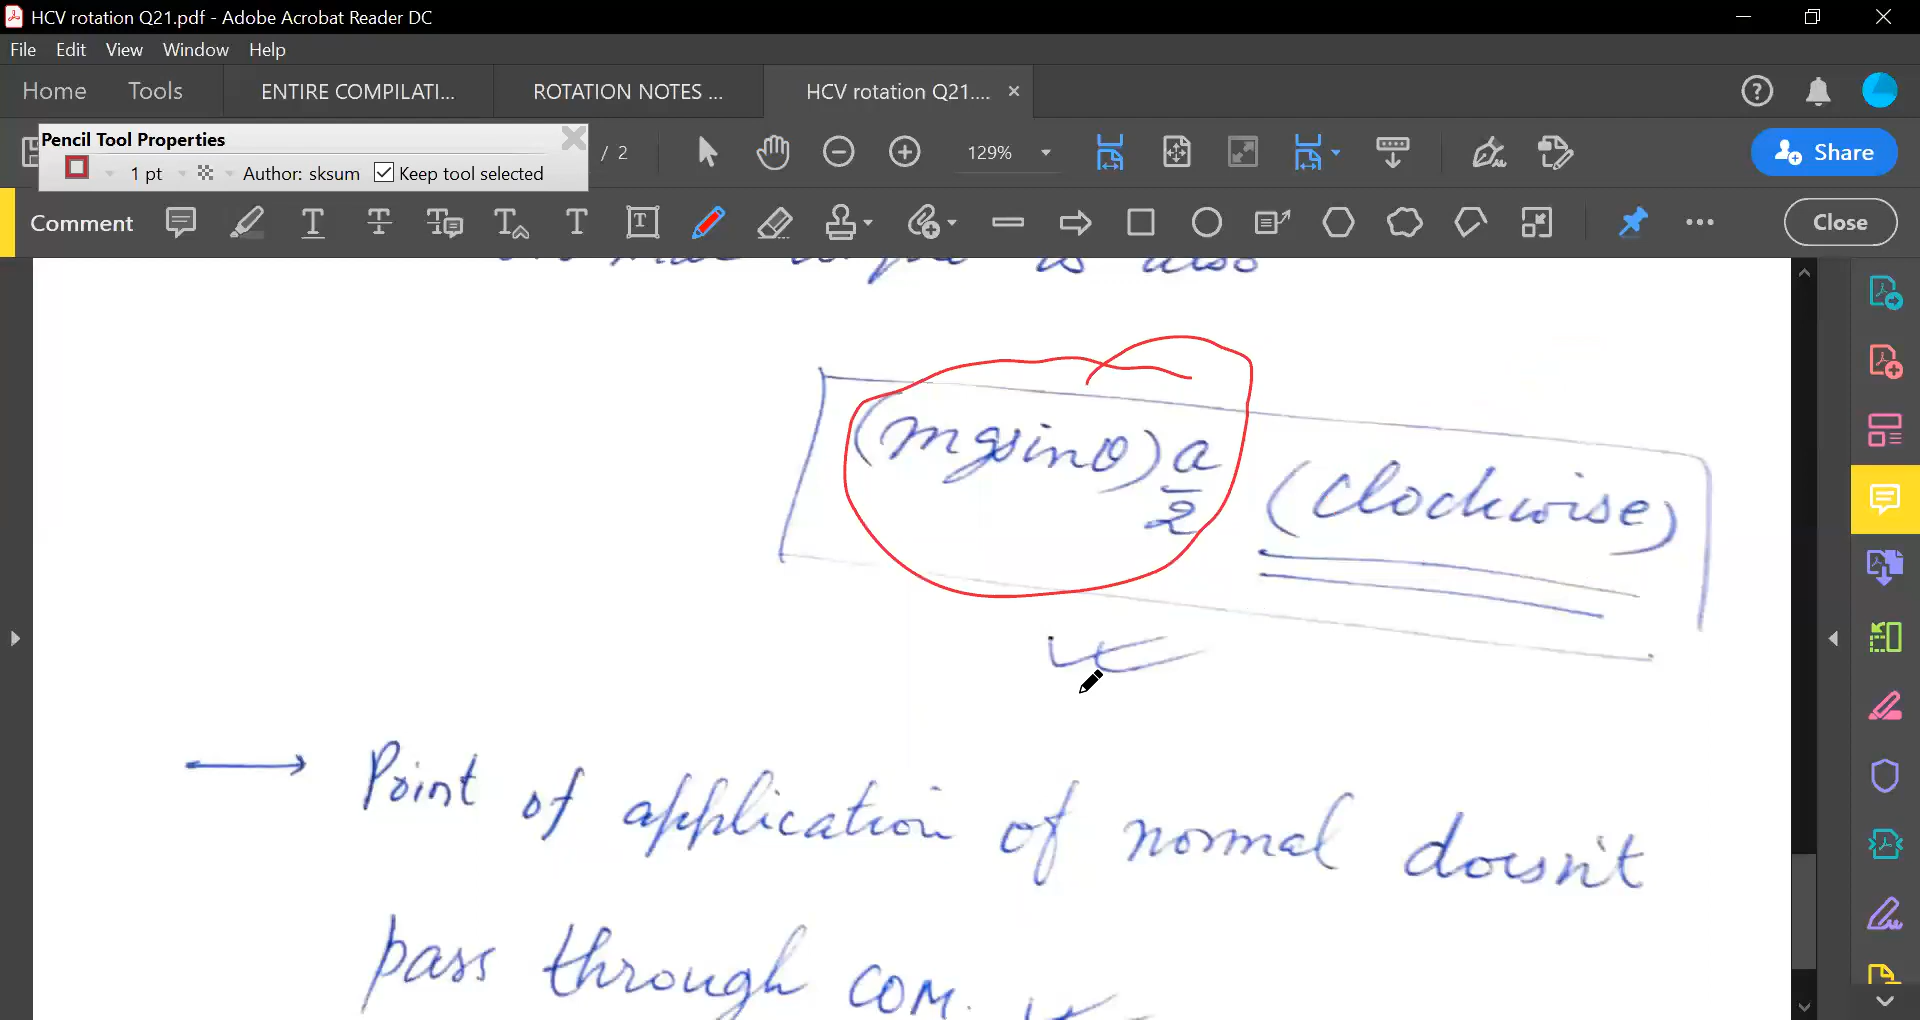 HCV rotation Q21.pdf - Adobe Acrobat Reader DC
File Edit View Window Help
Home Tools ENTIRE COMPILATI... ROTATION NOTES ... HCV rotation Q21....
Pencil Tool Properties
1 pt Author: sksum Keep tool selected
/ 2 129% Share
Comment Close
is also
(mg sinθ) a/2 (Clockwise)
Point of application of normal doesn't
pass through COM.